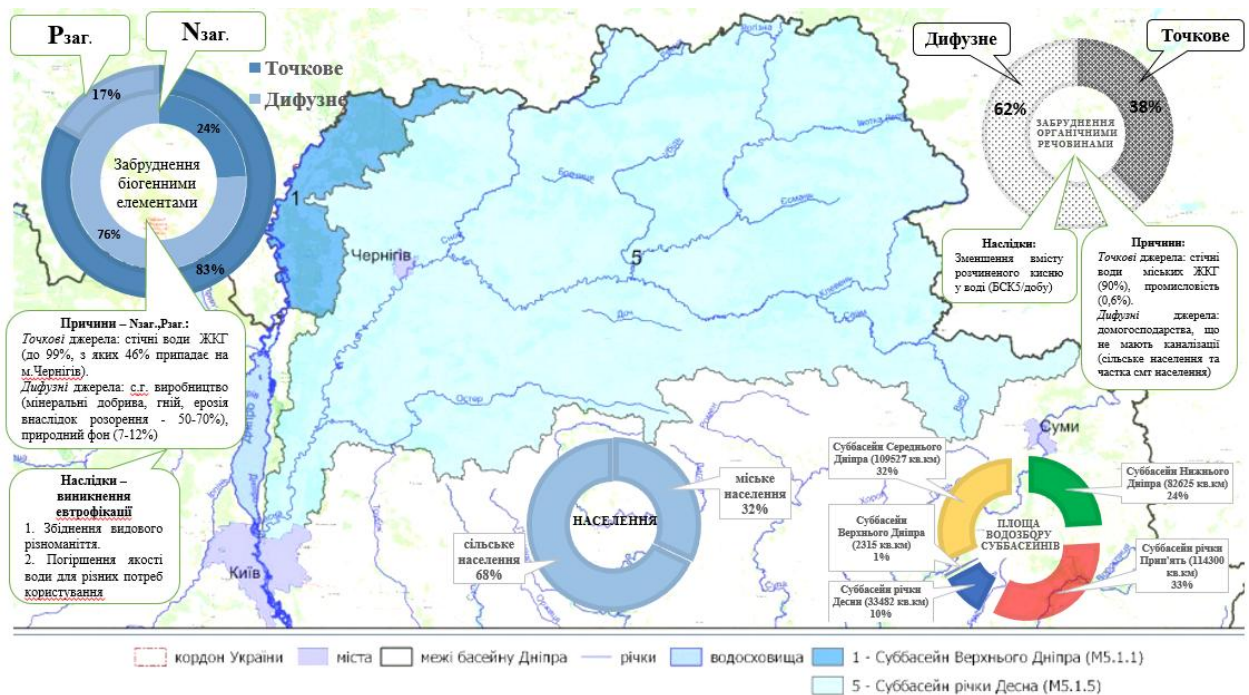 Pзаг.
Nзаг.
Точкове
Дифузне
17%
24%
Забруднення
біогенними
елементами
76%
83%
Причини – Nзаг.,Pзаг.:
Точкові джерела: стічні води ЖКГ
(до 99%, з яких 46% припадає на
м.Чернігів).
Дифузні джерела: с.г. виробництво
(мінеральні добрива, гній, ерозія
внаслідок розорення - 50-70%),
природний фон (7-12%)
Наслідки –
виникнення
евтрофікації
1. Збіднення видового
різноманіття.
2. Погіршення якості
води для різних потреб
користування
Дифузне
Точкове
62%
38%
ЗАБРУДНЕННЯ
ОРГАНІЧНИМИ
РЕЧОВИНАМИ
Наслідки:
Зменшення вмісту
розчиненого кисню
у воді (БСК5/добу)
Причини:
Точкові джерела: стічні
води міських ЖКГ
(90%), промисловість
(0,6%).
Дифузні джерела:
домогосподарства, що
не мають каналізації
(сільське населення та
частка смт населення)
1
Чернігів
5
Снов
Есмань
Доч
Сейм
Клевень
Вир
Остер
Київ
Суми
НАСЕЛЕННЯ
міське
населення
32%
сільське
населення
68%
Суббасейн Середнього
Дніпра (109527 кв.км)
32%
Суббасейн Нижнього
Дніпра (82625 кв.км)
24%
Суббасейн
Верхнього Дніпра
(2315 кв.км)
1%
ПЛОЩА
ВОДОЗБОРУ
СУББАСЕЙНІВ
Суббасейн річки
Прип'ять (114300
кв.км)
33%
Суббасейн річки
Десни (33482 кв.км)
10%
кордон України
міста
межі басейну Дніпра
річки
водосховища
1 - Суббасейн Верхнього Дніпра (М5.1.1)
5 - Суббасейн річки Десна (М5.1.5)